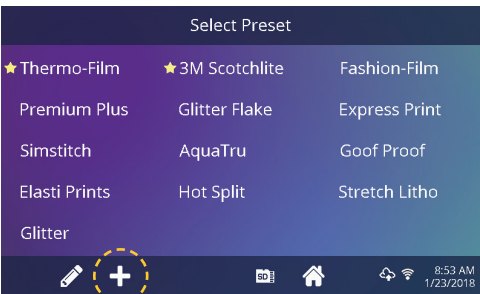 Select Preset
Thermo-Film
3M Scotchlite
Fashion-Film
Premium Plus
Glitter Flake
Express Print
Simstitch
AquaTru
Goof Proof
Elasti Prints
Hot Split
Stretch Litho
Glitter
SD
8:53 AM
1/23/2018